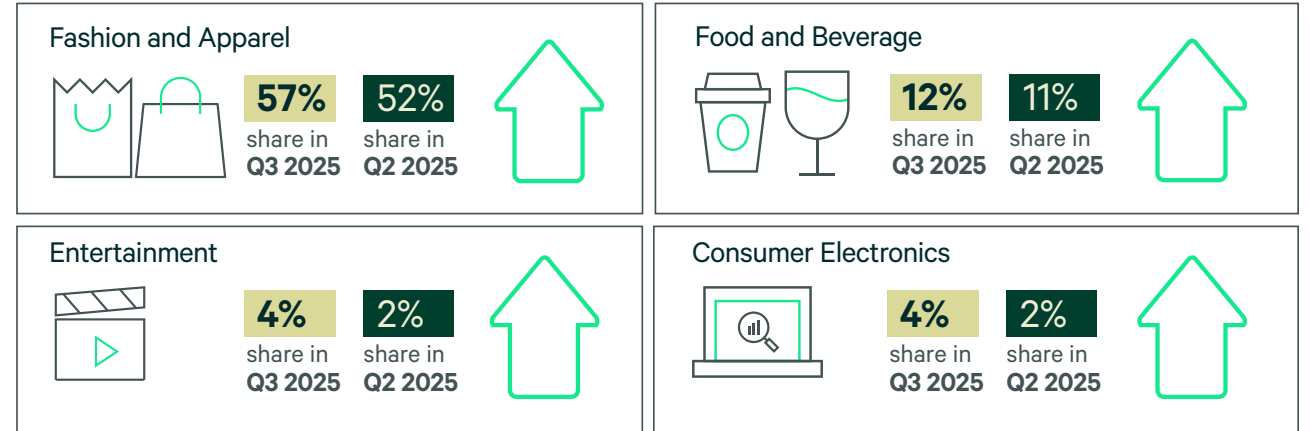 Fashion and Apparel
57% 52%
share in share in
Q3 2025 Q2 2025
Food and Beverage
12% 11%
share in share in
Q3 2025 Q2 2025
Entertainment
4% 2%
share in share in
Q3 2025 Q2 2025
Consumer Electronics
4% 2%
share in share in
Q3 2025 Q2 2025